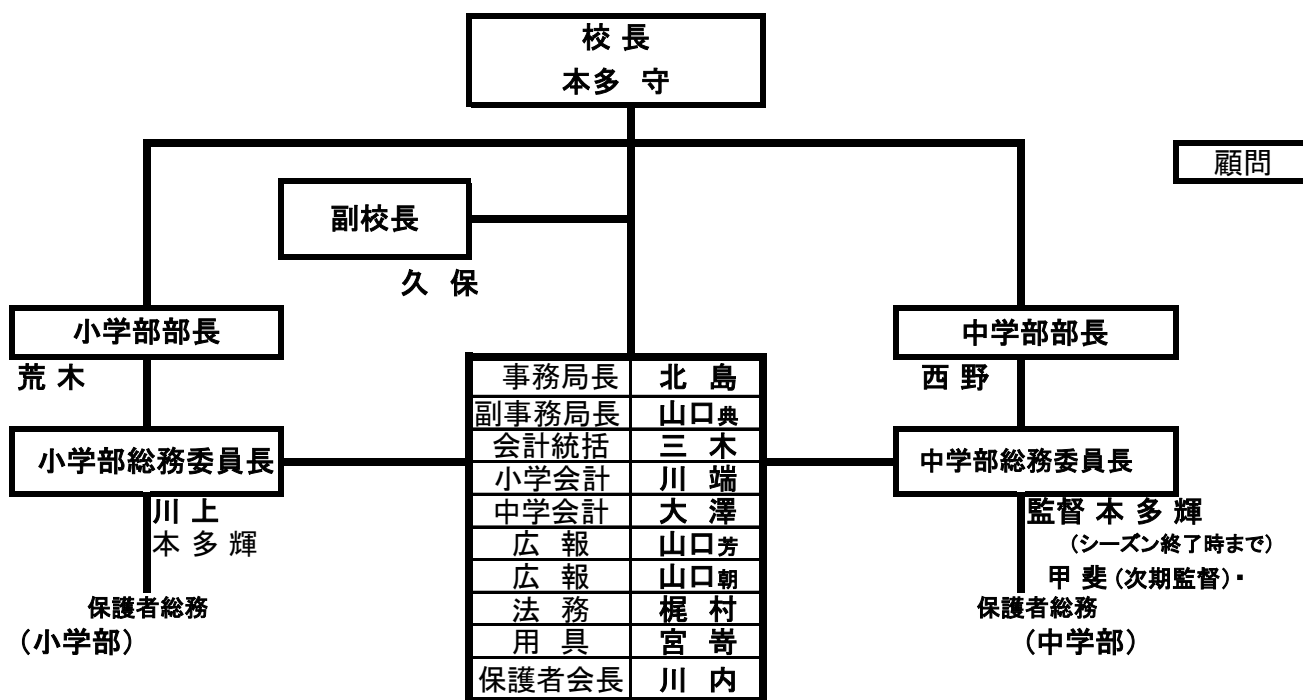 校 長
本多 守
顧問
副校長
久 保
小学部部長
荒 木
中学部部長
西 野
事務局長 北 島
副事務局長 山口典
会計統括 三 木
小学会計 川 端
中学会計 大 澤
広 報 山口芳
広 報 山口朝
法 務 梶 村
用 具 宮 嵜
保護者会長 川 内
小学部総務委員長
川 上
本 多 輝
保護者総務
(小学部)
中学部総務委員長
監督 本 多 輝
(シーズン終了時まで)
甲 斐 (次期監督)・
保護者総務
(中学部)